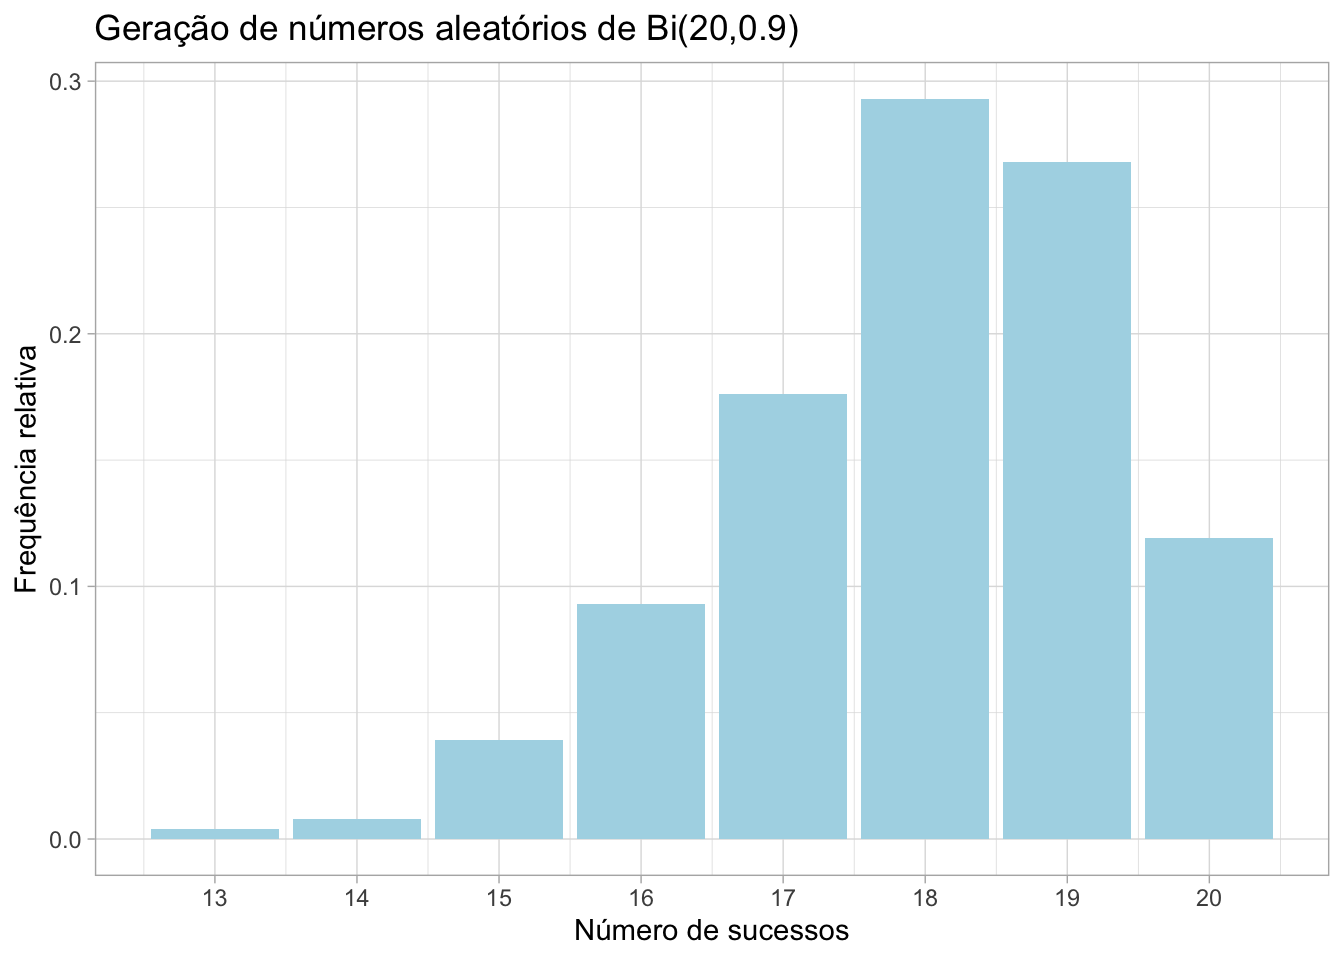 Geração de números aleatórios de Bi(20,0.9)
Frequência relativa
0.3
0.2
0.1
0.0
13 14 15 16 17 18 19 20
Número de sucessos